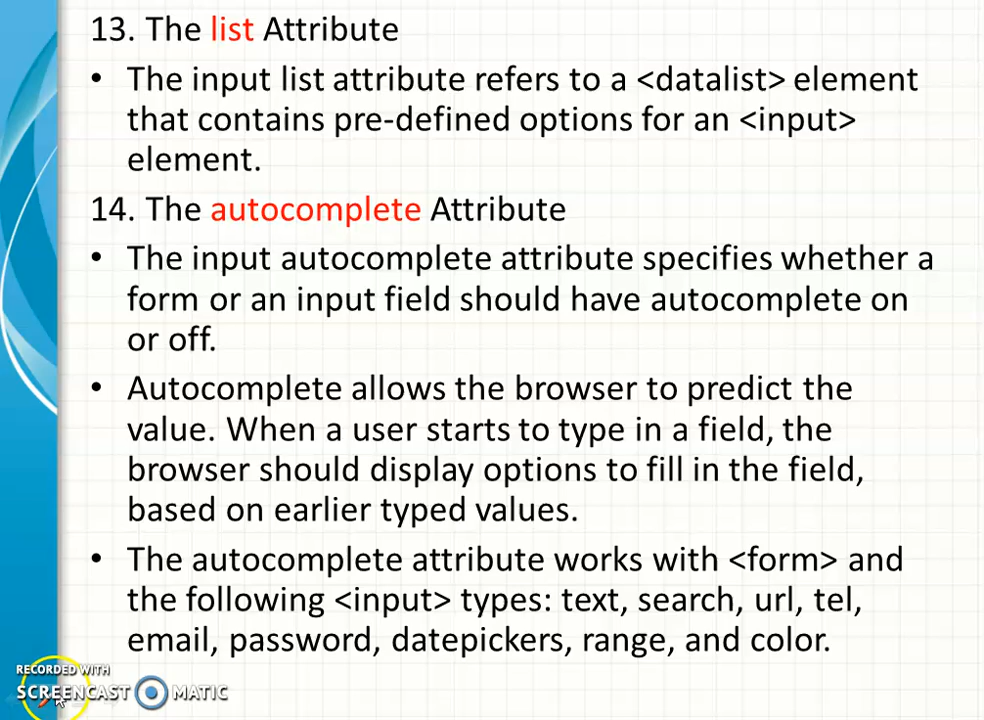 13. The list Attribute
• The input list attribute refers to a <datalist> element
that contains pre-defined options for an <input>
element.
14. The autocomplete Attribute
• The input autocomplete attribute specifies whether a
form or an input field should have autocomplete on
or off.
• Autocomplete allows the browser to predict the
value. When a user starts to type in a field, the
browser should display options to fill in the field,
based on earlier typed values.
• The autocomplete attribute works with <form> and
the following <input> types: text, search, url, tel,
email, password, datepickers, range, and color.
RECORDED WITH
SCREENCAST MATIC